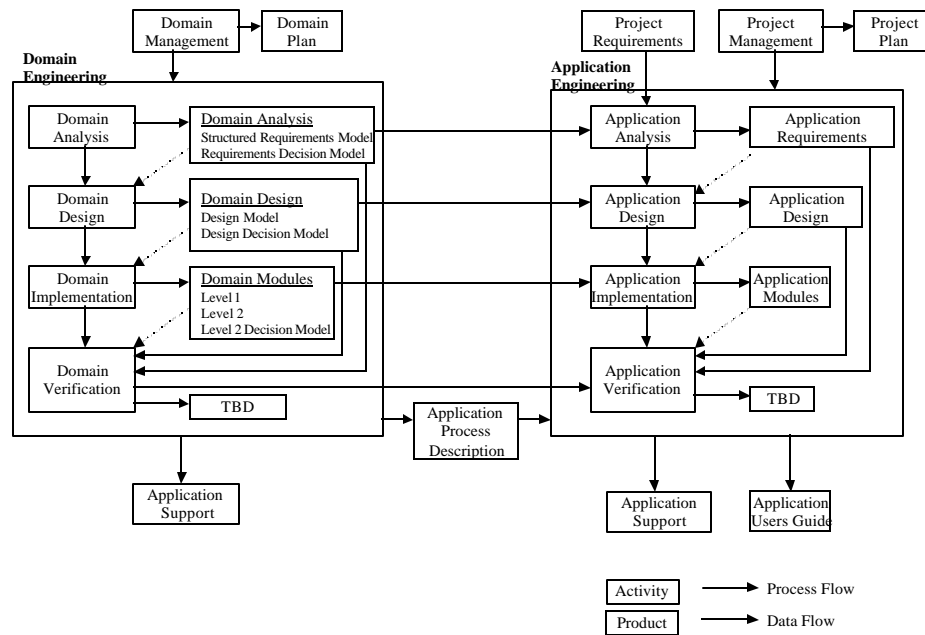 Domain
Management
Domain
Plan
Project
Requirements
Project
Management
Project
Plan
Domain
Engineering
Application
Engineering
Domain
Analysis
Domain Analysis
Structured Requirements Model
Requirements Decision Model
Application
Analysis
Application
Requirements
Domain
Design
Domain Design
Design Model
Design Decision Model
Application
Design
Application
Design
Domain
Implementation
Domain Modules
Level 1
Level 2
Level 2 Decision Model
Application
Implementation
Application
Modules
Domain
Verification
TBD
Application
Verification
TBD
Application
Process
Description
Application
Support
Application
Support
Application
Users Guide
Activity
Process Flow
Product
Data Flow